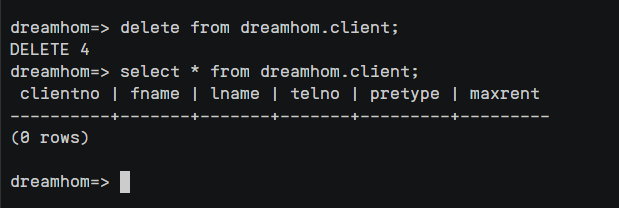 dreamhom=> delete from dreamhom.client;
DELETE 4
dreamhom=> select * from dreamhom.client;
 clientno | fname | lname | telno | pretype | maxrent
----------+-------+-------+-------+---------+---------
(0 rows)

dreamhom=>